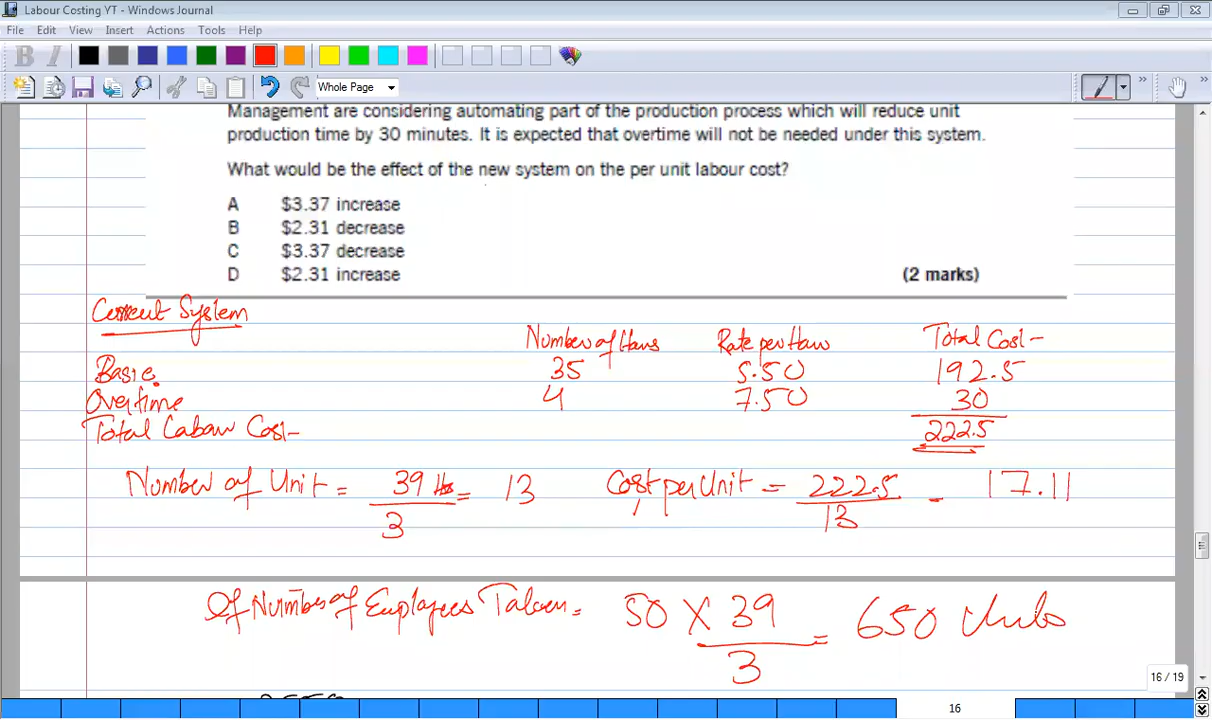 Labour Costing YT - Windows Journal
File Edit View Insert Actions Tools Help
B I
Whole Page
Management are considering automating part of the production process which will reduce unit
production time by 30 minutes. It is expected that overtime will not be needed under this system.
What would be the effect of the new system on the per unit labour cost?
A $3.37 increase
B $2.31 decrease
C $3.37 decrease
D $2.31 increase
(2 marks)
Current System
Number of Hours Rate per Hour Total Cost
Basic 35 5.50 192.5
Overtime 4 7.50 30
Total Labour Cost 222.5
Number of Unit = 39 Hrs / 3 = 13 Cost per Unit = 222.5 / 13 = 17.11
If Number of Employees Taken = 50 X 39 / 3 = 650 Units
16 / 19
16